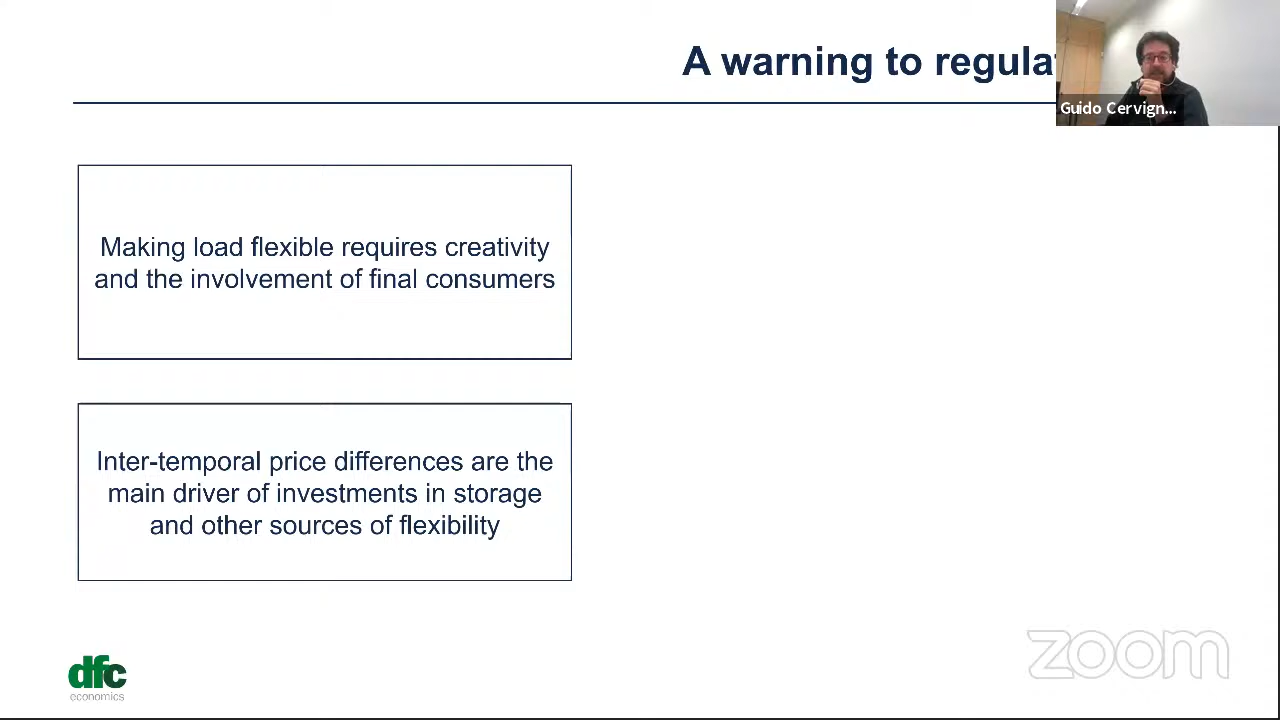 A warning to regulat
Guido Cervign...
Making load flexible requires creativity
and the involvement of final consumers
Inter-temporal price differences are the
main driver of investments in storage
and other sources of flexibility
dfc
economics
zoom